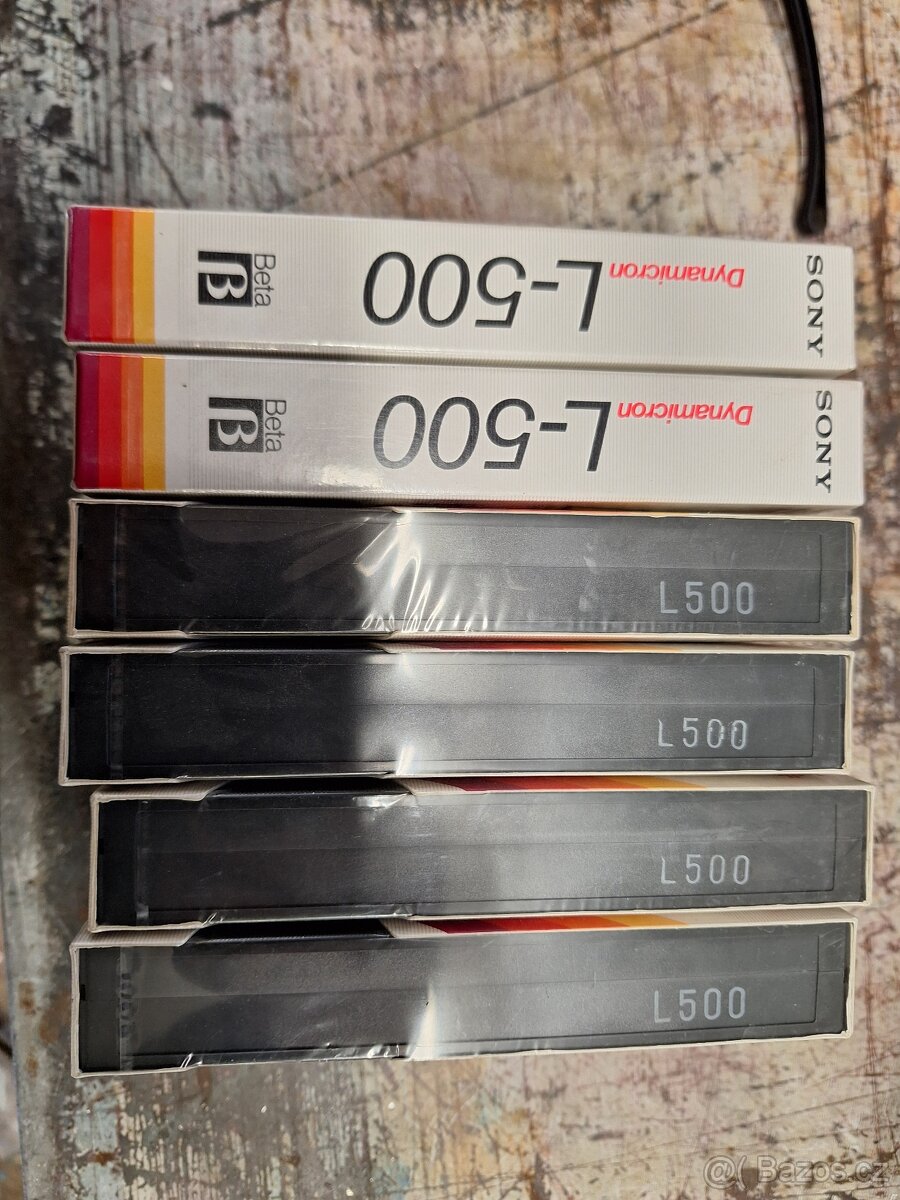 SONY
Dynamicron
L-500
Beta
B
SONY
Dynamicron
L-500
Beta
B
L500
L500
L500
L500
@( Bazos.cz